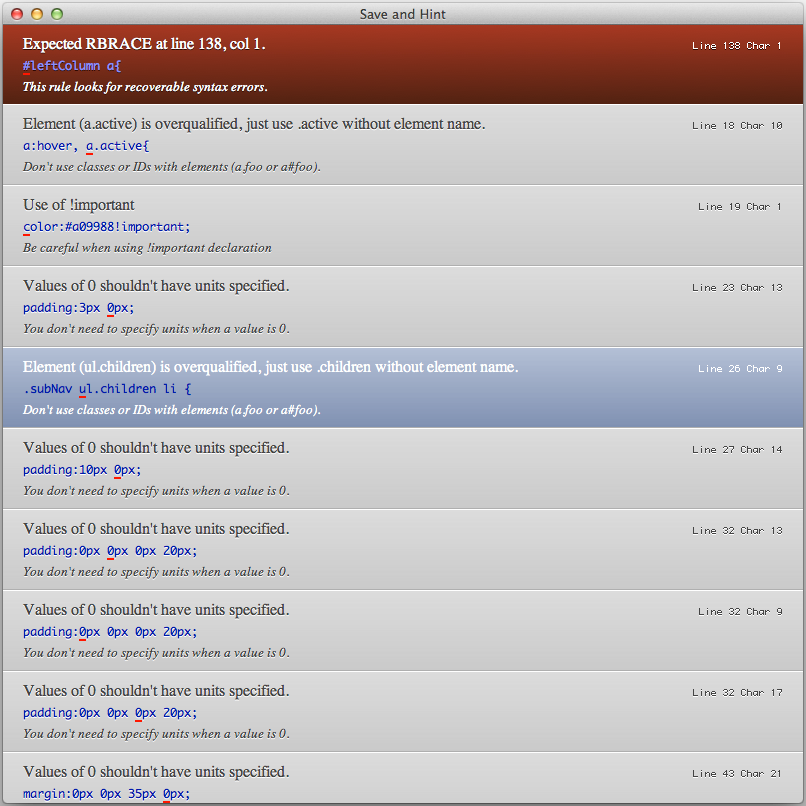 Save and Hint
Expected RBRACE at line 138, col 1.
Line 138 Char 1
#leftColumn a{
This rule looks for recoverable syntax errors.
Element (a.active) is overqualified, just use .active without element name.
Line 18 Char 10
a:hover, a.active{
Don't use classes or IDs with elements (a.foo or a#foo).
Use of !important
Line 19 Char 1
color:#a09988!important;
Be careful when using !important declaration
Values of 0 shouldn't have units specified.
Line 23 Char 13
padding:3px 0px;
You don't need to specify units when a value is 0.
Element (ul.children) is overqualified, just use .children without element name.
Line 26 Char 9
.subNav ul.children li {
Don't use classes or IDs with elements (a.foo or a#foo).
Values of 0 shouldn't have units specified.
Line 27 Char 14
padding:10px 0px;
You don't need to specify units when a value is 0.
Values of 0 shouldn't have units specified.
Line 32 Char 13
padding:0px 0px 0px 20px;
You don't need to specify units when a value is 0.
Values of 0 shouldn't have units specified.
Line 32 Char 9
padding:0px 0px 0px 20px;
You don't need to specify units when a value is 0.
Values of 0 shouldn't have units specified.
Line 32 Char 17
padding:0px 0px 0px 20px;
You don't need to specify units when a value is 0.
Values of 0 shouldn't have units specified.
Line 43 Char 21
margin:0px 0px 35px 0px;